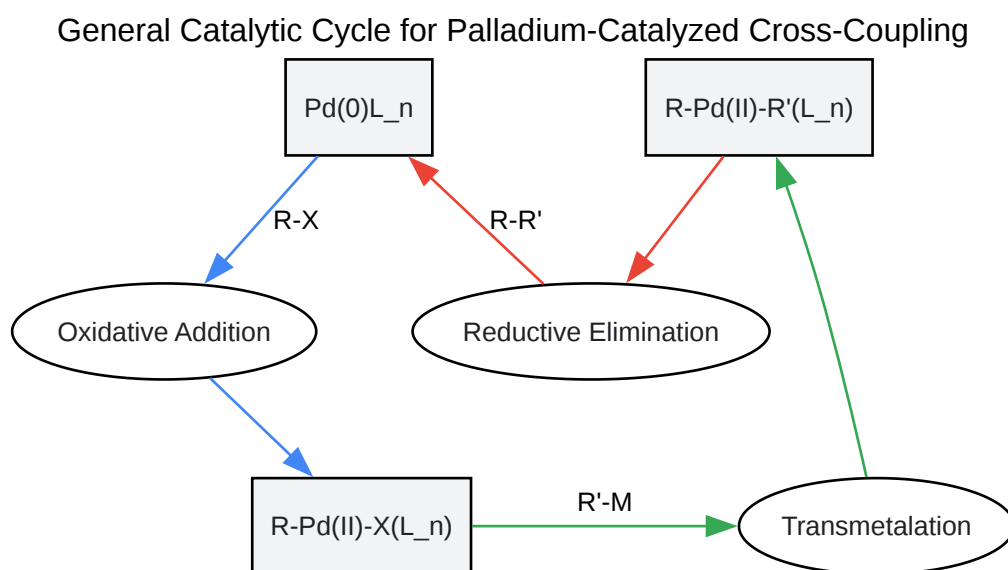 General Catalytic Cycle for Palladium-Catalyzed Cross-Coupling
Pd(0)L_n
R-Pd(II)-R'(L_n)
R-X
R-R'
Oxidative Addition
Reductive Elimination
R'-M
R-Pd(II)-X(L_n)
Transmetalation